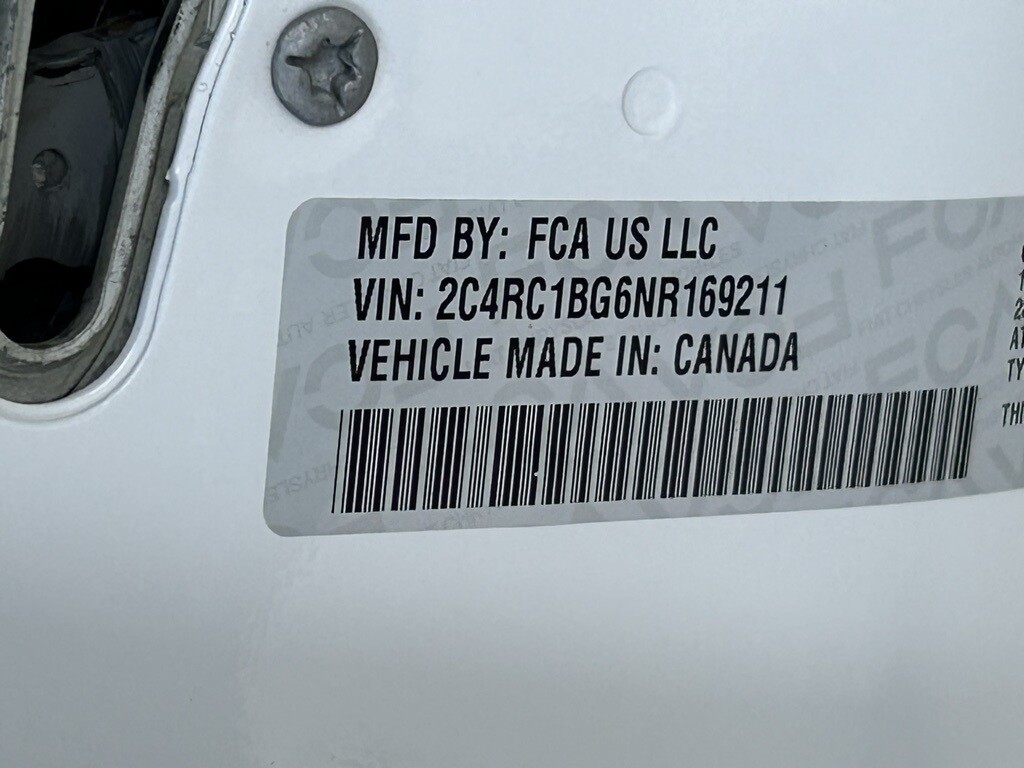 MFD BY: FCA US LLC
VIN: 2C4RC1BG6NR169211
VEHICLE MADE IN: CANADA